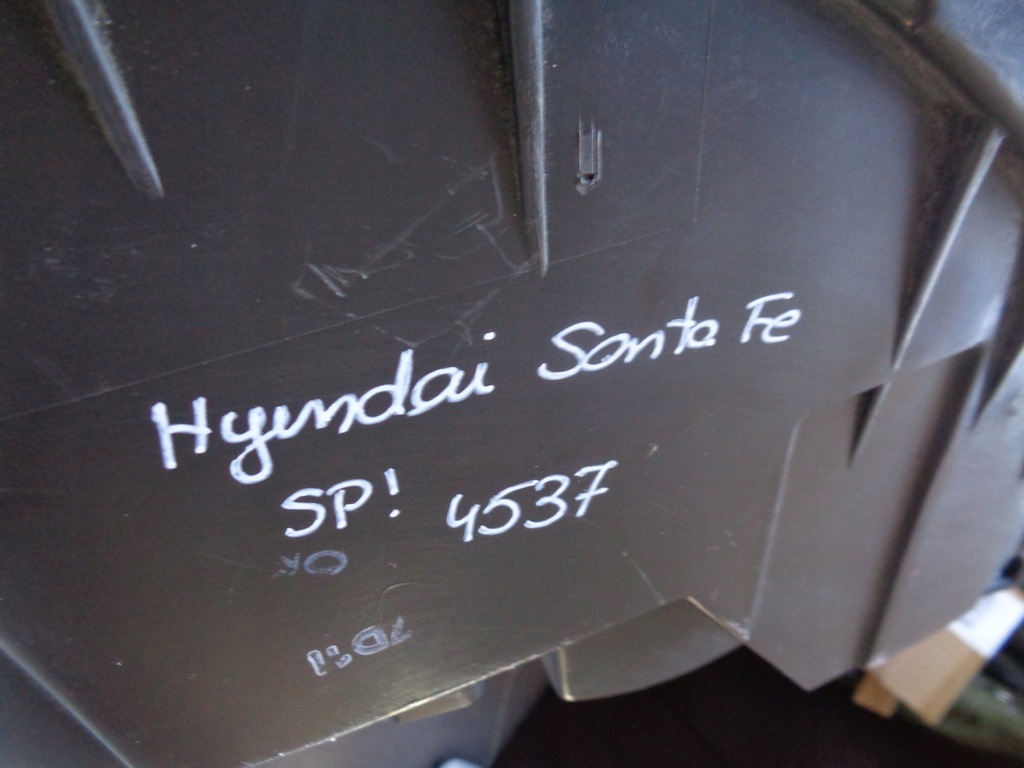 Hyundai Santa Fe
SP! 4537
OK